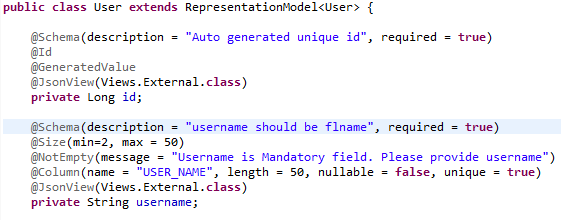 public class User extends RepresentationModel<User> {
@Schema(description = "Auto generated unique id", required = true)
@Id
@GeneratedValue
@JsonView(Views.External.class)
private Long id;
@Schema(description = "username should be flname", required = true)
@Size(min=2, max = 50)
@NotEmpty(message = "Username is Mandatory field. Please provide username")
@Column(name = "USER_NAME", length = 50, nullable = false, unique = true)
@JsonView(Views.External.class)
private String username;